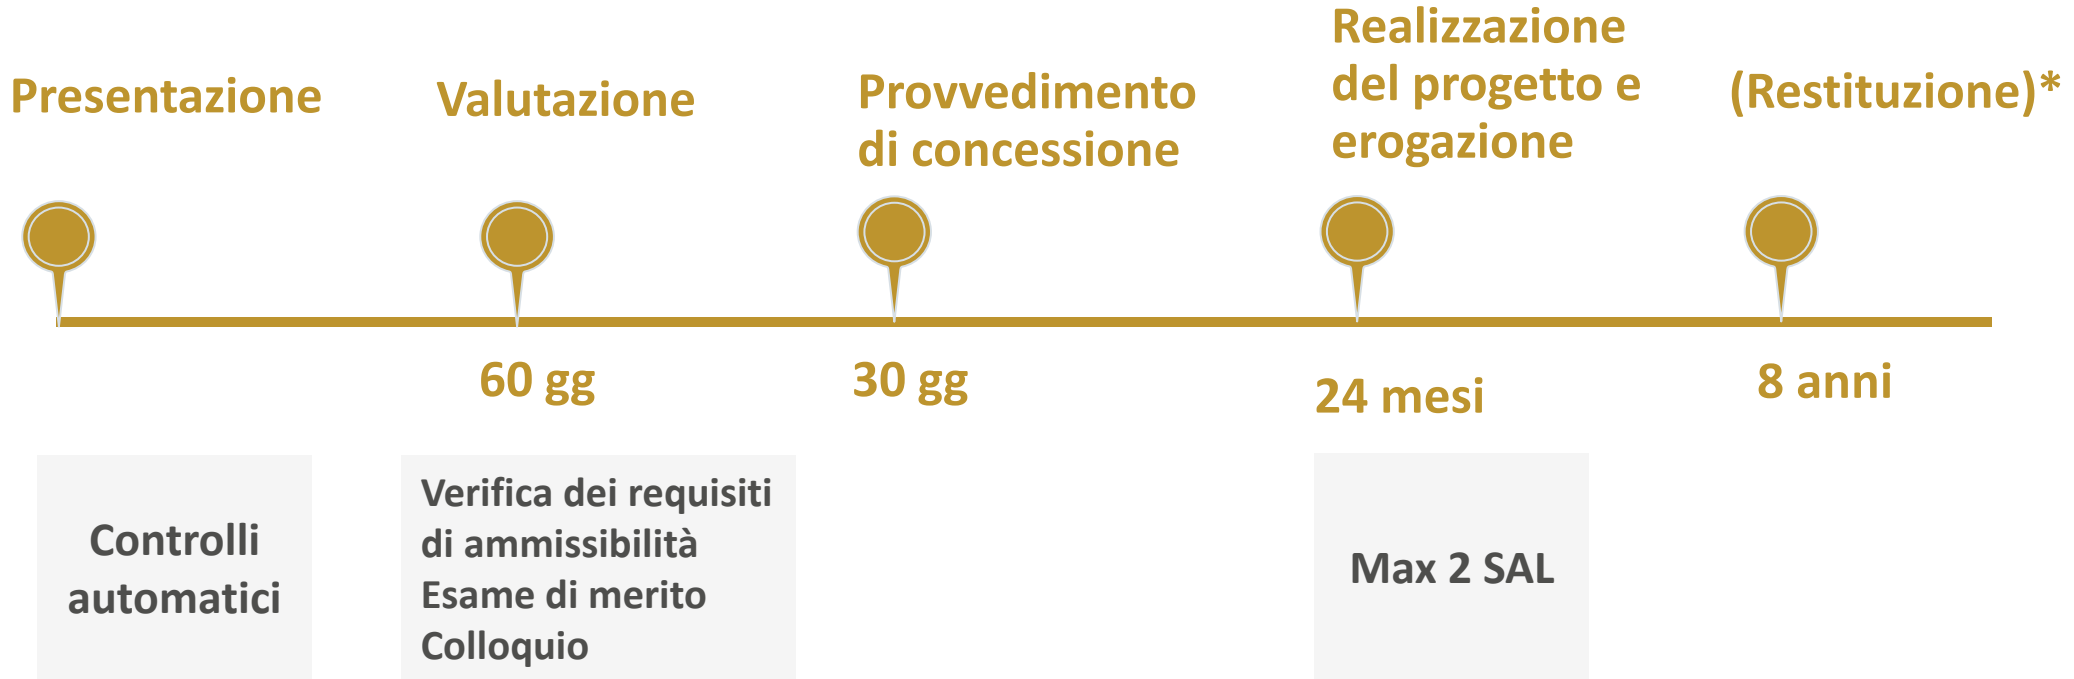 Presentazione
Valutazione
Provvedimento
di concessione
Realizzazione
del progetto e
erogazione
(Restituzione)*
60 gg
30 gg
24 mesi
8 anni
Controlli
automatici
Verifica dei requisiti
di ammissibilità
Esame di merito
Colloquio
Max 2 SAL